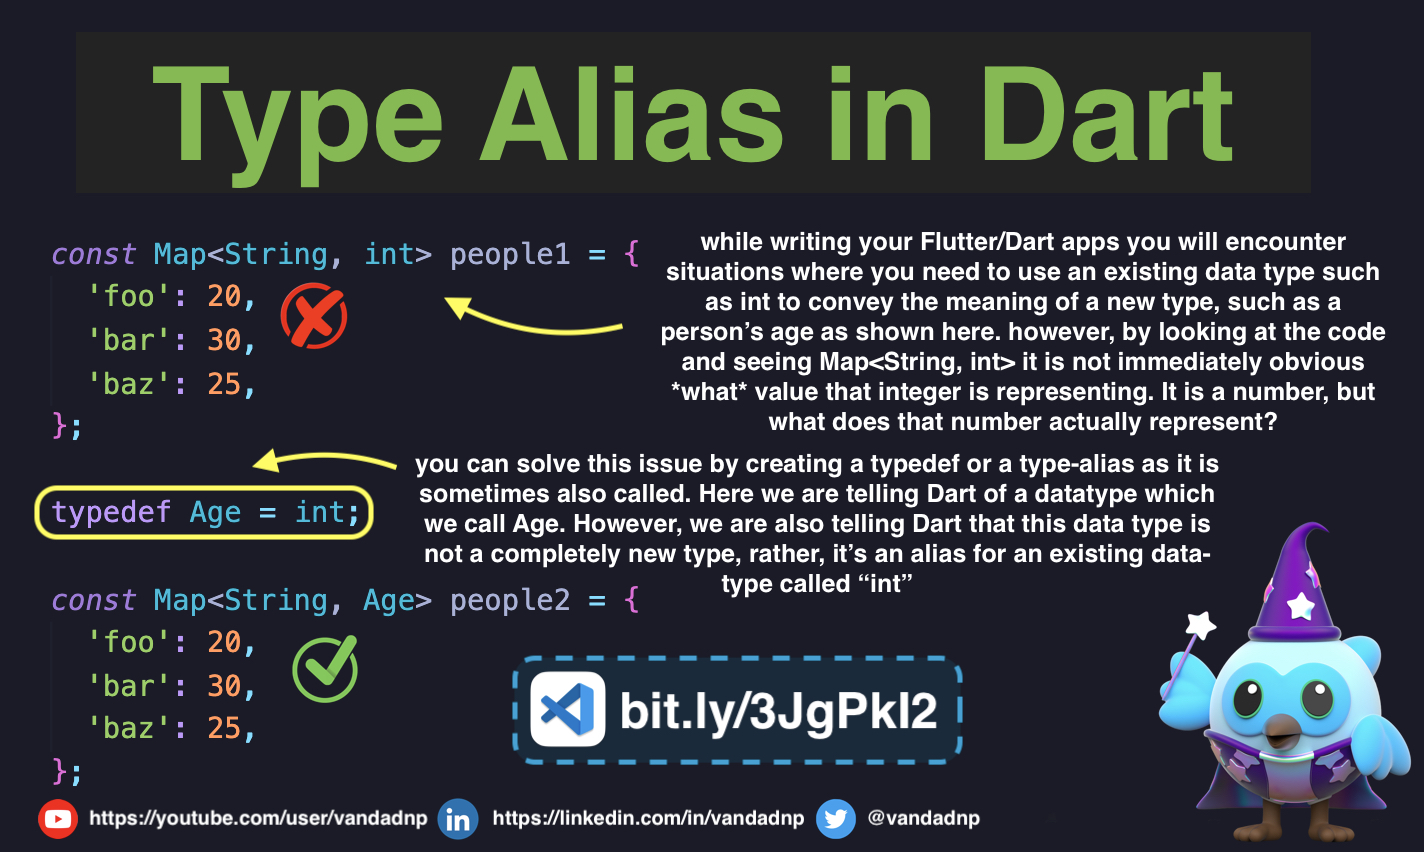 Type Alias in Dart
const Map<String, int> people1 = {
'foo': 20,
'bar': 30,
'baz': 25,
};
while writing your Flutter/Dart apps you will encounter
situations where you need to use an existing data type such
as int to convey the meaning of a new type, such as a
person’s age as shown here. however, by looking at the code
and seeing Map<String, int> it is not immediately obvious
*what* value that integer is representing. It is a number, but
what does that number actually represent?
you can solve this issue by creating a typedef or a type-alias as it is
sometimes also called. Here we are telling Dart of a datatype which
we call Age. However, we are also telling Dart that this data type is
not a completely new type, rather, it’s an alias for an existing data-
type called “int”
typedef Age = int;
const Map<String, Age> people2 = {
'foo': 20,
'bar': 30,
'baz': 25,
};
bit.ly/3JgPkI2
https://youtube.com/user/vandadnp
https://linkedin.com/in/vandadnp
@vandadnp